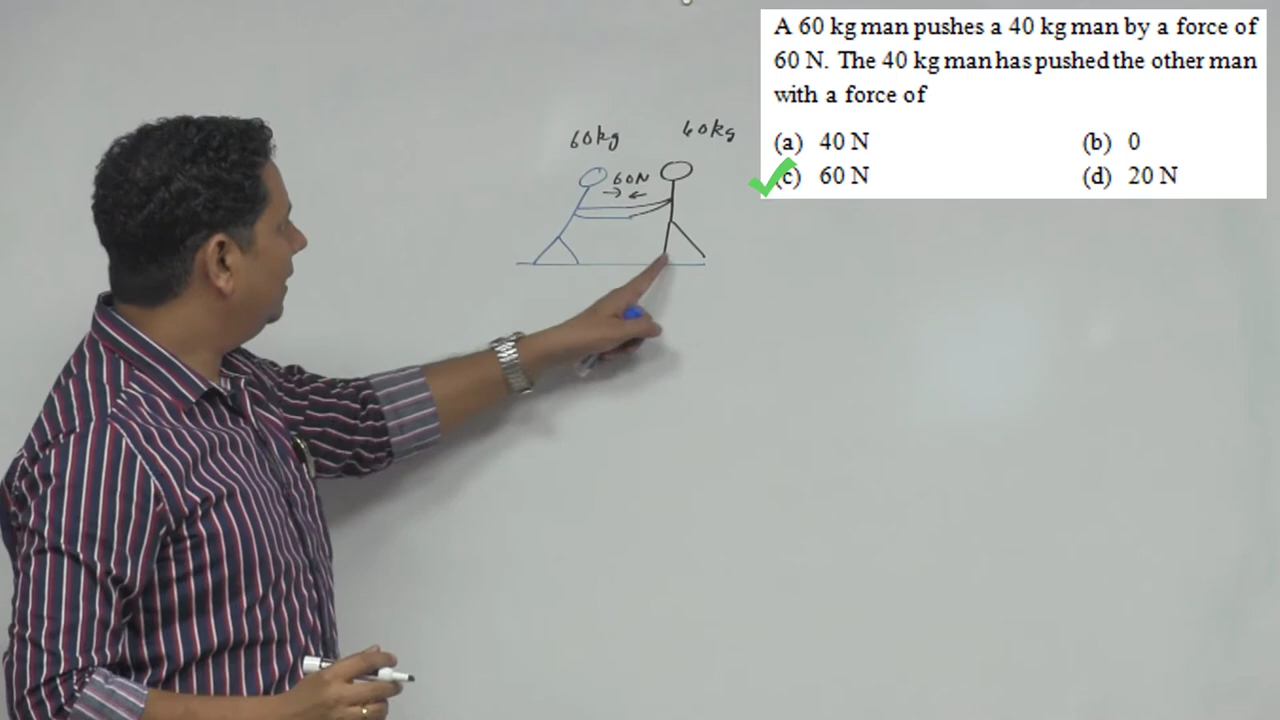 A 60 kg man pushes a 40 kg man by a force of
60 N. The 40 kg man has pushed the other man
with a force of
(a) 40 N (b) 0
(c) 60 N (d) 20 N
60kg 40kg
60N